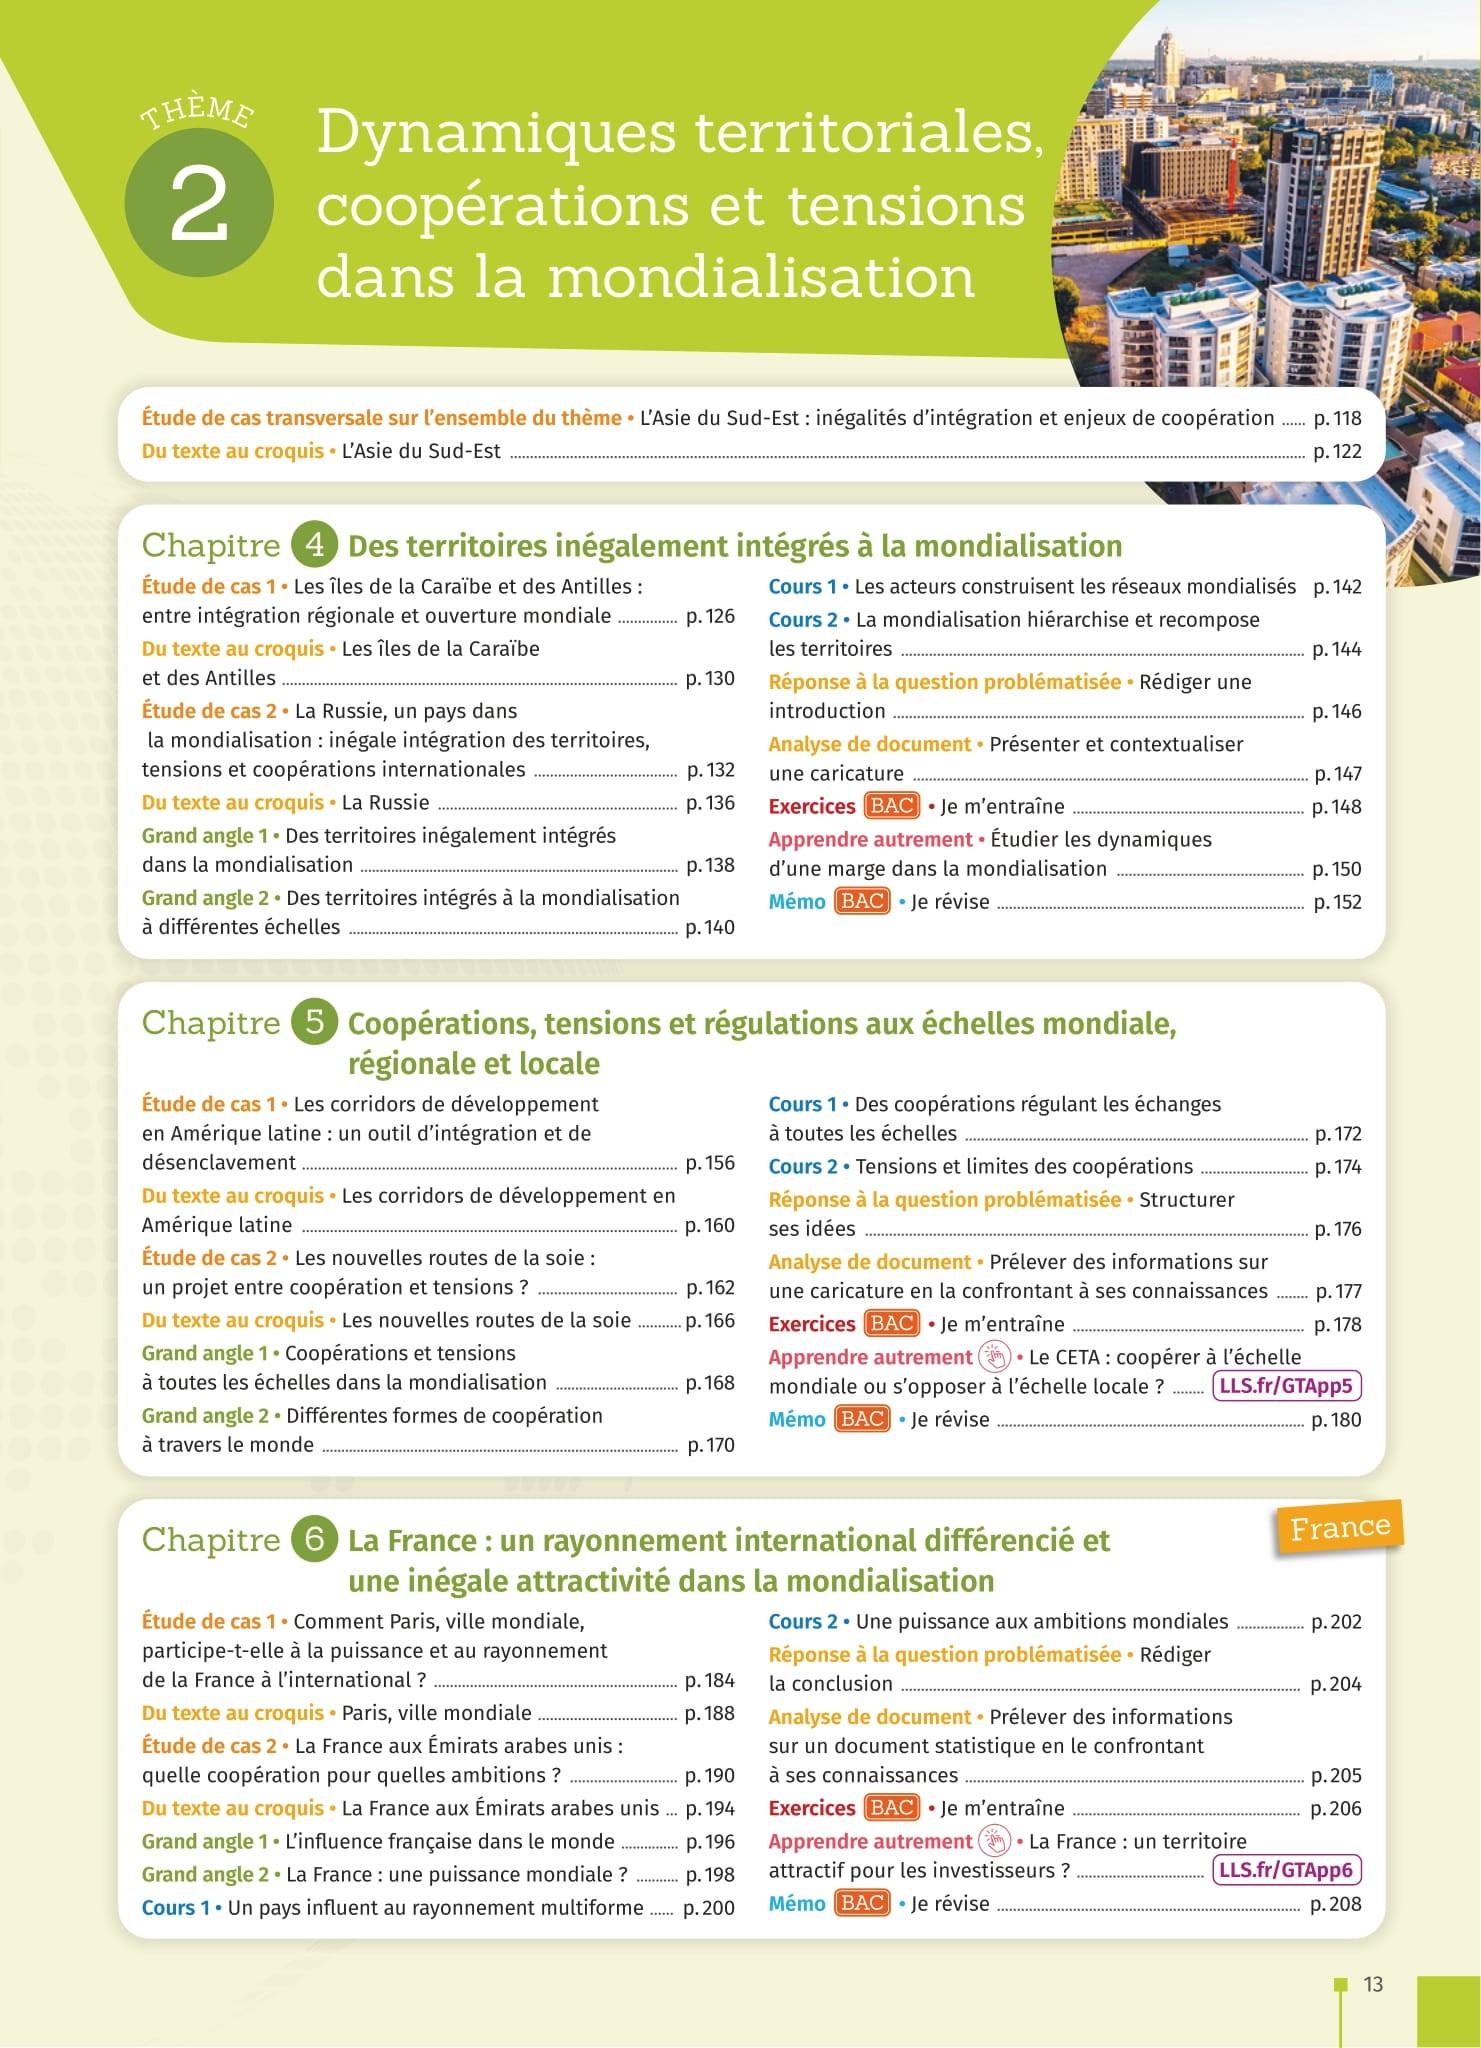 THÈME
2
Dynamiques territoriales,
coopérations et tensions
dans la mondialisation
Étude de cas transversale sur l'ensemble du thème • L'Asie du Sud-Est : inégalités d'intégration et enjeux de coopération ...... p. 118
Du texte au croquis • L'Asie du Sud-Est ...... p. 122
Chapitre 4 Des territoires inégalement intégrés à la mondialisation
Étude de cas 1 • Les îles de la Caraïbe et des Antilles :
entre intégration régionale et ouverture mondiale ...... p. 126
Du texte au croquis • Les îles de la Caraïbe
et des Antilles ...... p. 130
Étude de cas 2 • La Russie, un pays dans
la mondialisation : inégale intégration des territoires,
tensions et coopérations internationales ...... p. 132
Du texte au croquis • La Russie ...... p. 136
Grand angle 1 • Des territoires inégalement intégrés
dans la mondialisation ...... p. 138
Grand angle 2 • Des territoires intégrés à la mondialisation
à différentes échelles ...... p. 140
Cours 1 • Les acteurs construisent les réseaux mondialisés p. 142
Cours 2 • La mondialisation hiérarchise et recompose
les territoires ...... p. 144
Réponse à la question problématisée • Rédiger une
introduction ...... p. 146
Analyse de document • Présenter et contextualiser
une caricature ...... p. 147
Exercices BAC • Je m'entraîne ...... p. 148
Apprendre autrement • Étudier les dynamiques
d'une marge dans la mondialisation ...... p. 150
Mémo BAC • Je révise ...... p. 152
Chapitre 5 Coopérations, tensions et régulations aux échelles mondiale,
régionale et locale
Étude de cas 1 • Les corridors de développement
en Amérique latine : un outil d'intégration et de
désenclavement ...... p. 156
Du texte au croquis • Les corridors de développement en
Amérique latine ...... p. 160
Étude de cas 2 • Les nouvelles routes de la soie :
un projet entre coopération et tensions ? ...... p. 162
Du texte au croquis • Les nouvelles routes de la soie ...... p. 166
Grand angle 1 • Coopérations et tensions
à toutes les échelles dans la mondialisation ...... p. 168
Grand angle 2 • Différentes formes de coopération
à travers le monde ...... p. 170
Cours 1 • Des coopérations régulant les échanges
à toutes les échelles ...... p. 172
Cours 2 • Tensions et limites des coopérations ...... p. 174
Réponse à la question problématisée • Structurer
ses idées ...... p. 176
Analyse de document • Prélever des informations sur
une caricature en la confrontant à ses connaissances ...... p. 177
Exercices BAC • Je m'entraîne ...... p. 178
Apprendre autrement • Le CETA : coopérer à l'échelle
mondiale ou s'opposer à l'échelle locale ? ...... LLS.fr/GTApp5
Mémo BAC • Je révise ...... p. 180
France
Chapitre 6 La France : un rayonnement international différencié et
une inégale attractivité dans la mondialisation
Étude de cas 1 • Comment Paris, ville mondiale,
participe-t-elle à la puissance et au rayonnement
de la France à l'international ? ...... p. 184
Du texte au croquis • Paris, ville mondiale ...... p. 188
Étude de cas 2 • La France aux Émirats arabes unis :
quelle coopération pour quelles ambitions ? ...... p. 190
Du texte au croquis • La France aux Émirats arabes unis ... p. 194
Grand angle 1 • L'influence française dans le monde ...... p. 196
Grand angle 2 • La France : une puissance mondiale ? ...... p. 198
Cours 1 • Un pays influent au rayonnement multiforme ...... p. 200
Cours 2 • Une puissance aux ambitions mondiales ...... p. 202
Réponse à la question problématisée • Rédiger
la conclusion ...... p. 204
Analyse de document • Prélever des informations
sur un document statistique en le confrontant
à ses connaissances ...... p. 205
Exercices BAC • Je m'entraîne ...... p. 206
Apprendre autrement • La France : un territoire
attractif pour les investisseurs ? ...... LLS.fr/GTApp6
Mémo BAC • Je révise ...... p. 208
13